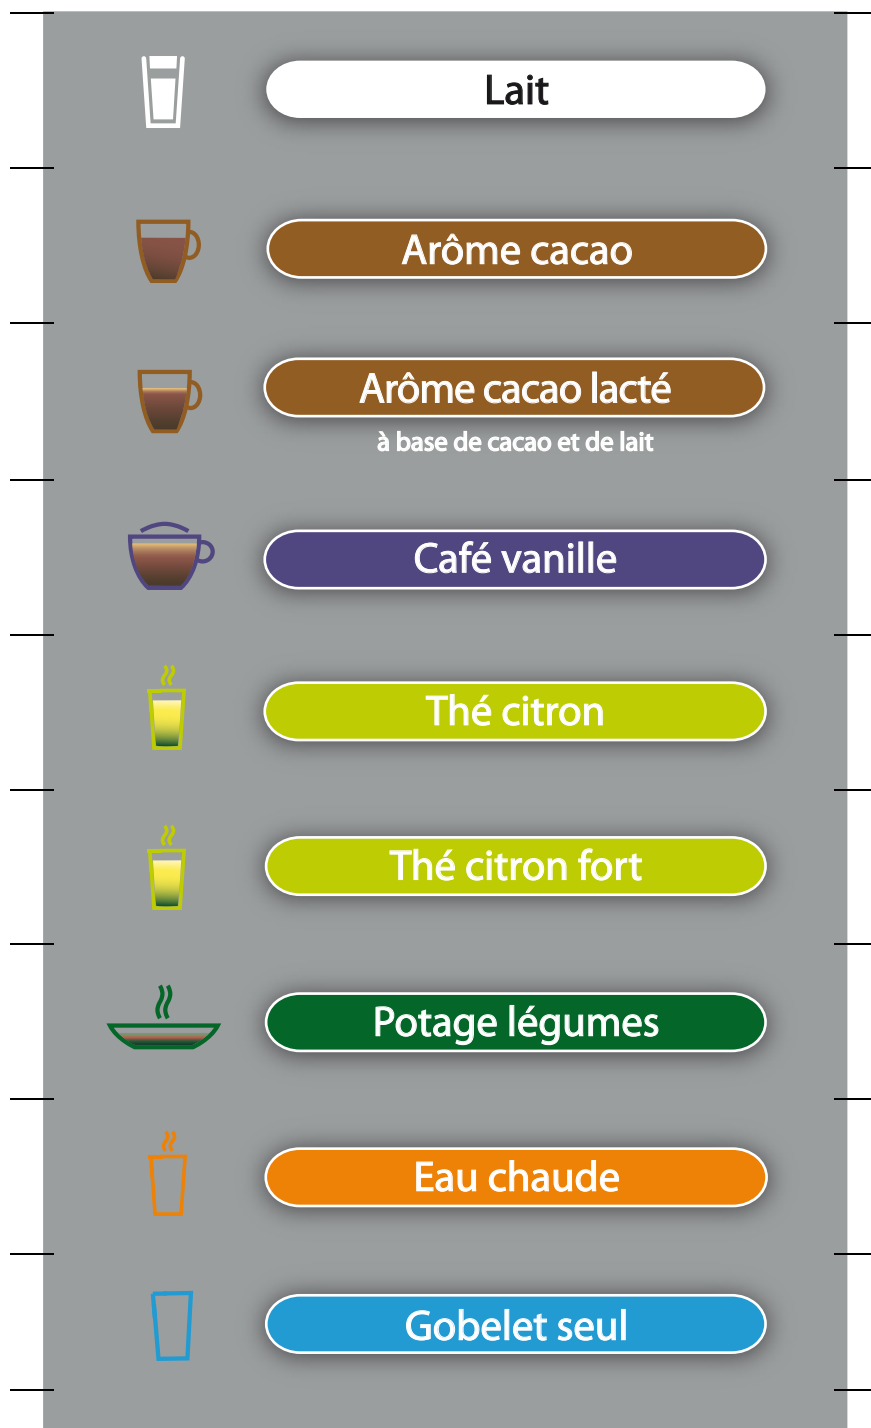 Lait
Arôme cacao
Arôme cacao lacté
à base de cacao et de lait
Café vanille
Thé citron
Thé citron fort
Potage légumes
Eau chaude
Gobelet seul